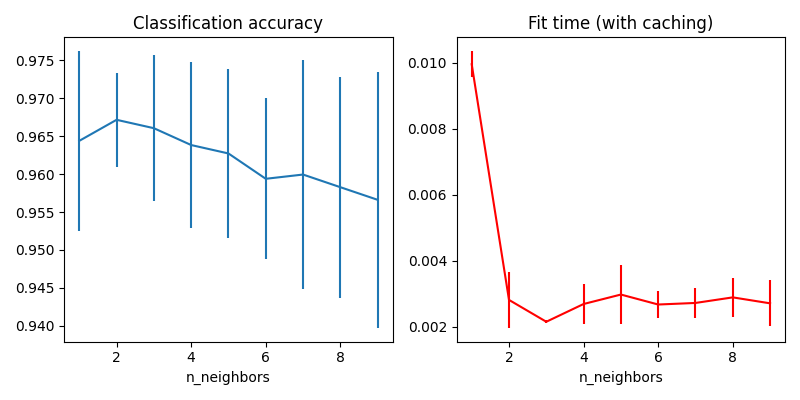 Classification accuracy
0.975
0.970
0.965
0.960
0.955
0.950
0.945
0.940
2 4 6 8
n_neighbors
Fit time (with caching)
0.010
0.008
0.006
0.004
0.002
2 4 6 8
n_neighbors